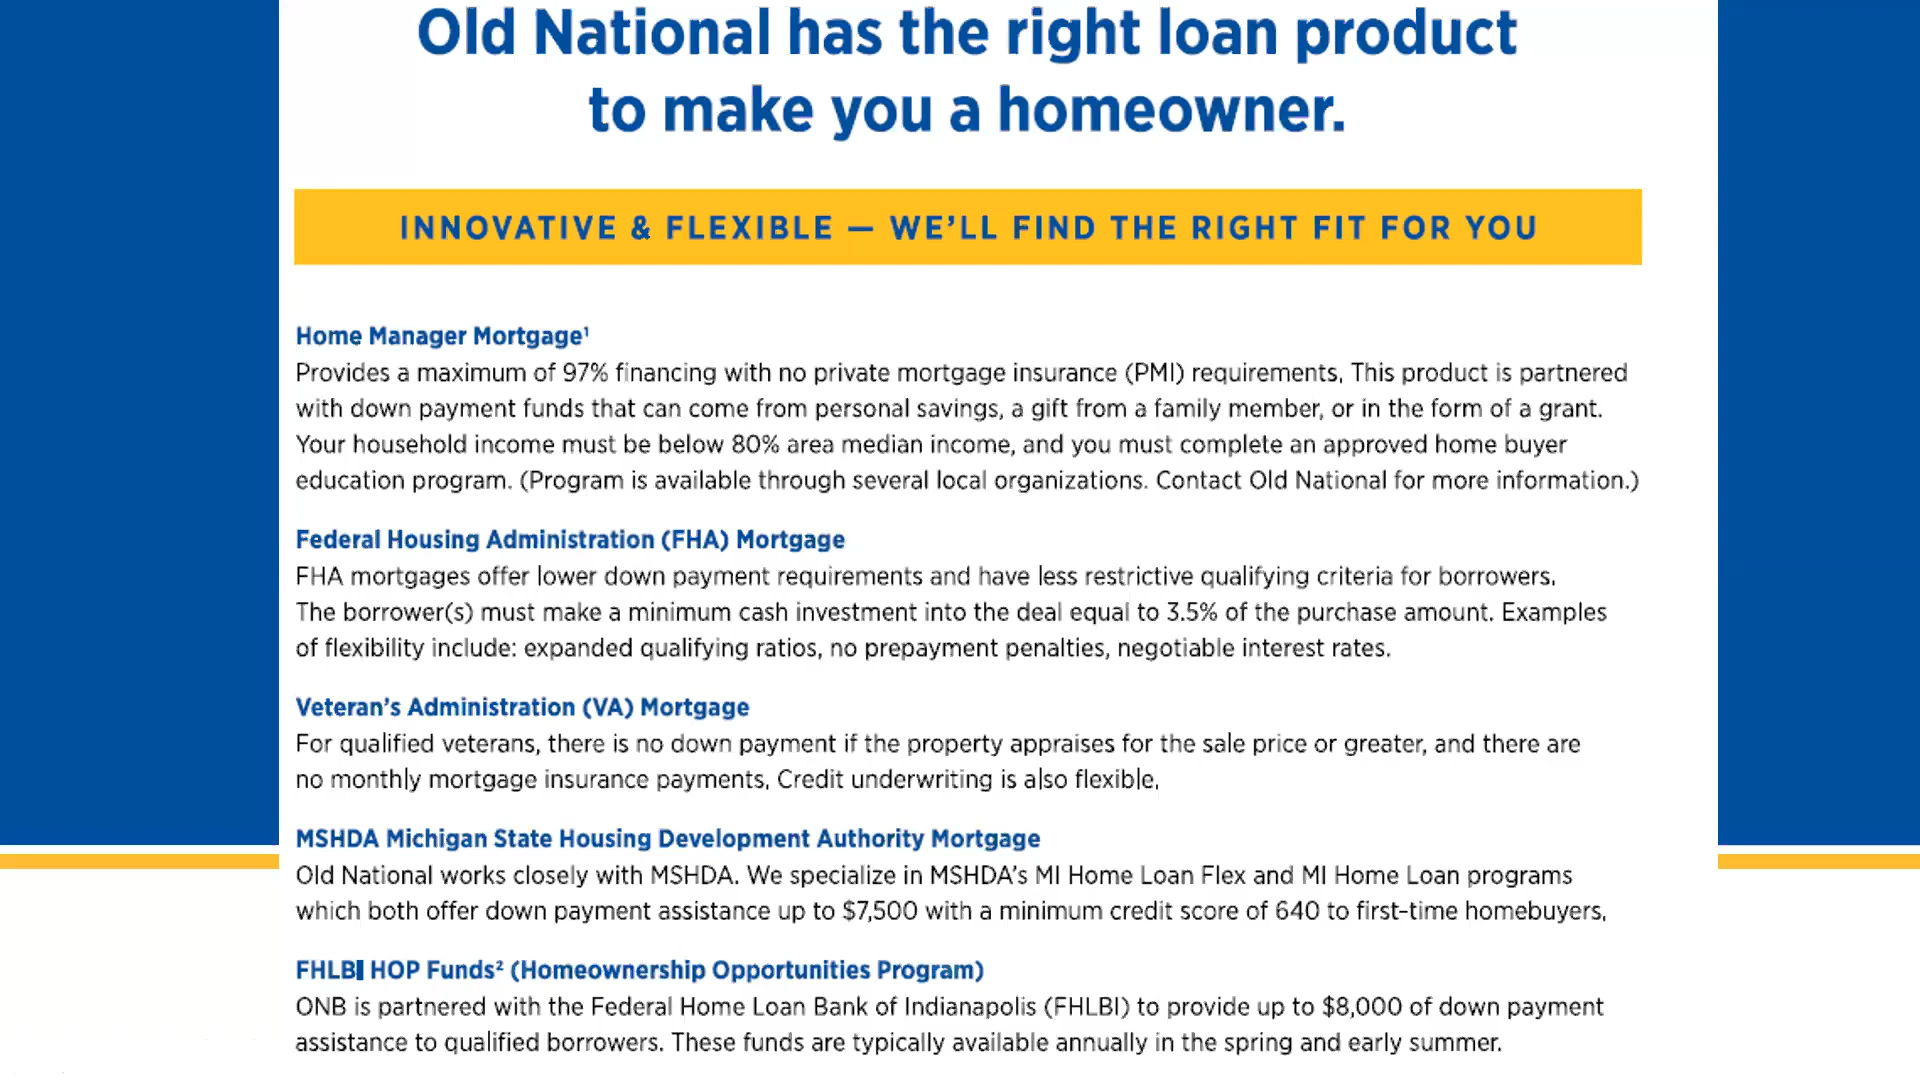 Old National has the right loan product
to make you a homeowner.
INNOVATIVE & FLEXIBLE — WE'LL FIND THE RIGHT FIT FOR YOU
Home Manager Mortgage¹
Provides a maximum of 97% financing with no private mortgage insurance (PMI) requirements. This product is partnered
with down payment funds that can come from personal savings, a gift from a family member, or in the form of a grant.
Your household income must be below 80% area median income, and you must complete an approved home buyer
education program. (Program is available through several local organizations. Contact Old National for more information.)
Federal Housing Administration (FHA) Mortgage
FHA mortgages offer lower down payment requirements and have less restrictive qualifying criteria for borrowers.
The borrower(s) must make a minimum cash investment into the deal equal to 3.5% of the purchase amount. Examples
of flexibility include: expanded qualifying ratios, no prepayment penalties, negotiable interest rates.
Veteran's Administration (VA) Mortgage
For qualified veterans, there is no down payment if the property appraises for the sale price or greater, and there are
no monthly mortgage insurance payments. Credit underwriting is also flexible.
MSHDA Michigan State Housing Development Authority Mortgage
Old National works closely with MSHDA. We specialize in MSHDA's MI Home Loan Flex and MI Home Loan programs
which both offer down payment assistance up to $7,500 with a minimum credit score of 640 to first-time homebuyers.
FHLBI HOP Funds² (Homeownership Opportunities Program)
ONB is partnered with the Federal Home Loan Bank of Indianapolis (FHLBI) to provide up to $8,000 of down payment
assistance to qualified borrowers. These funds are typically available annually in the spring and early summer.